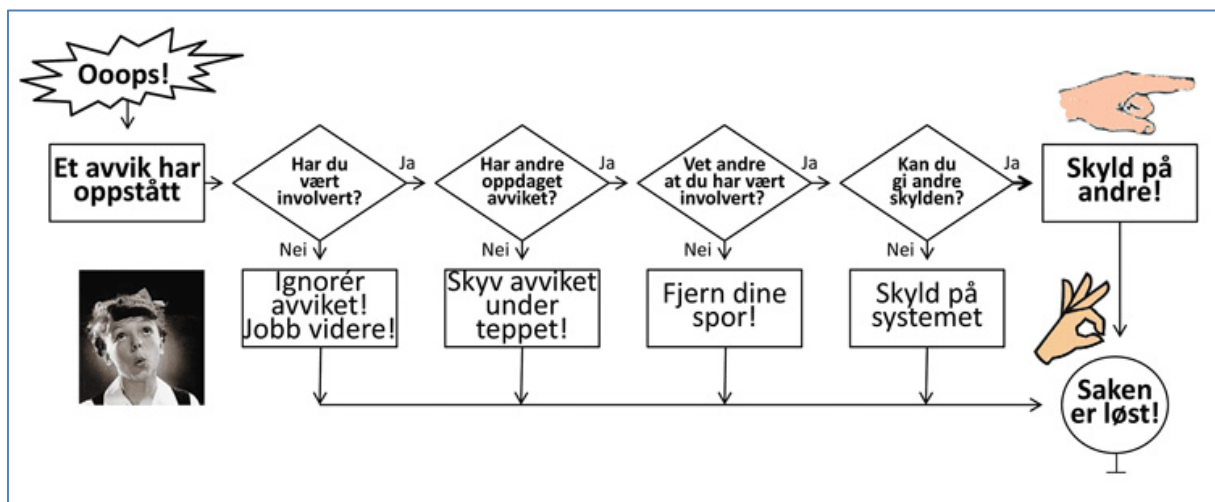 Ooops!
Et avvik har
oppstått
Har du
vært
involvert?
Ja
Nei
Ignorér
avviket!
Jobb videre!
Har andre
oppdaget
avviket?
Ja
Nei
Skyv avviket
under
teppet!
Vet andre
at du har vært
involvert?
Ja
Nei
Fjern dine
spor!
Kan du
gi andre
skylden?
Ja
Nei
Skyld på
systemet
Skyld på
andre!
Saken
er løst!